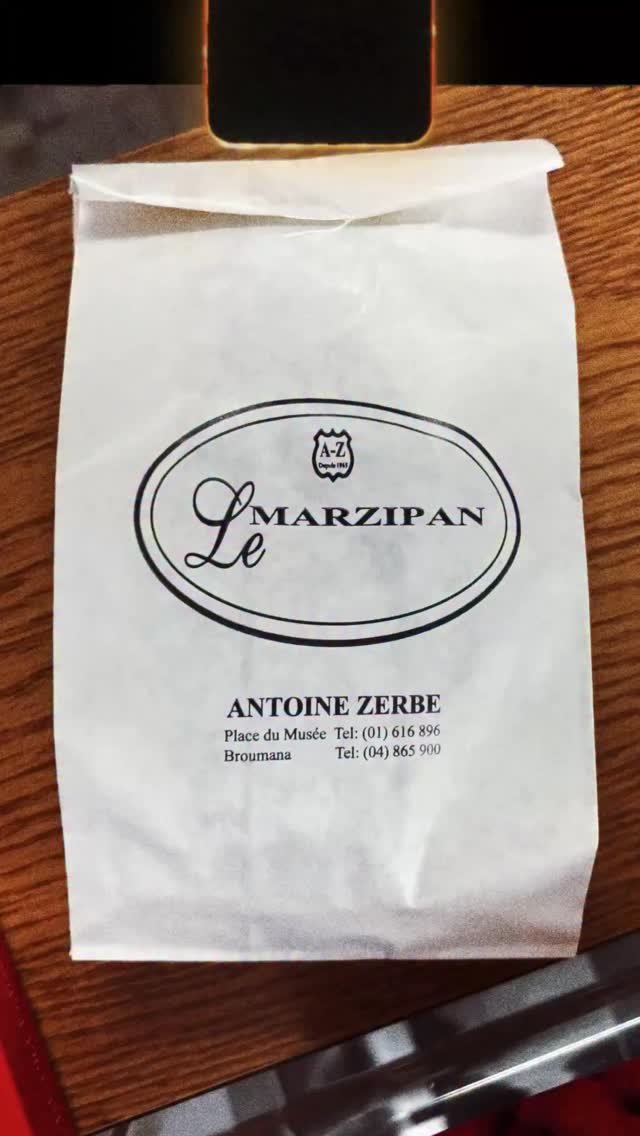 A-Z
Depuis 1965
Le MARZIPAN
ANTOINE ZERBE
Place du Musée Tel: (01) 616 896
Broumana Tel: (04) 865 900